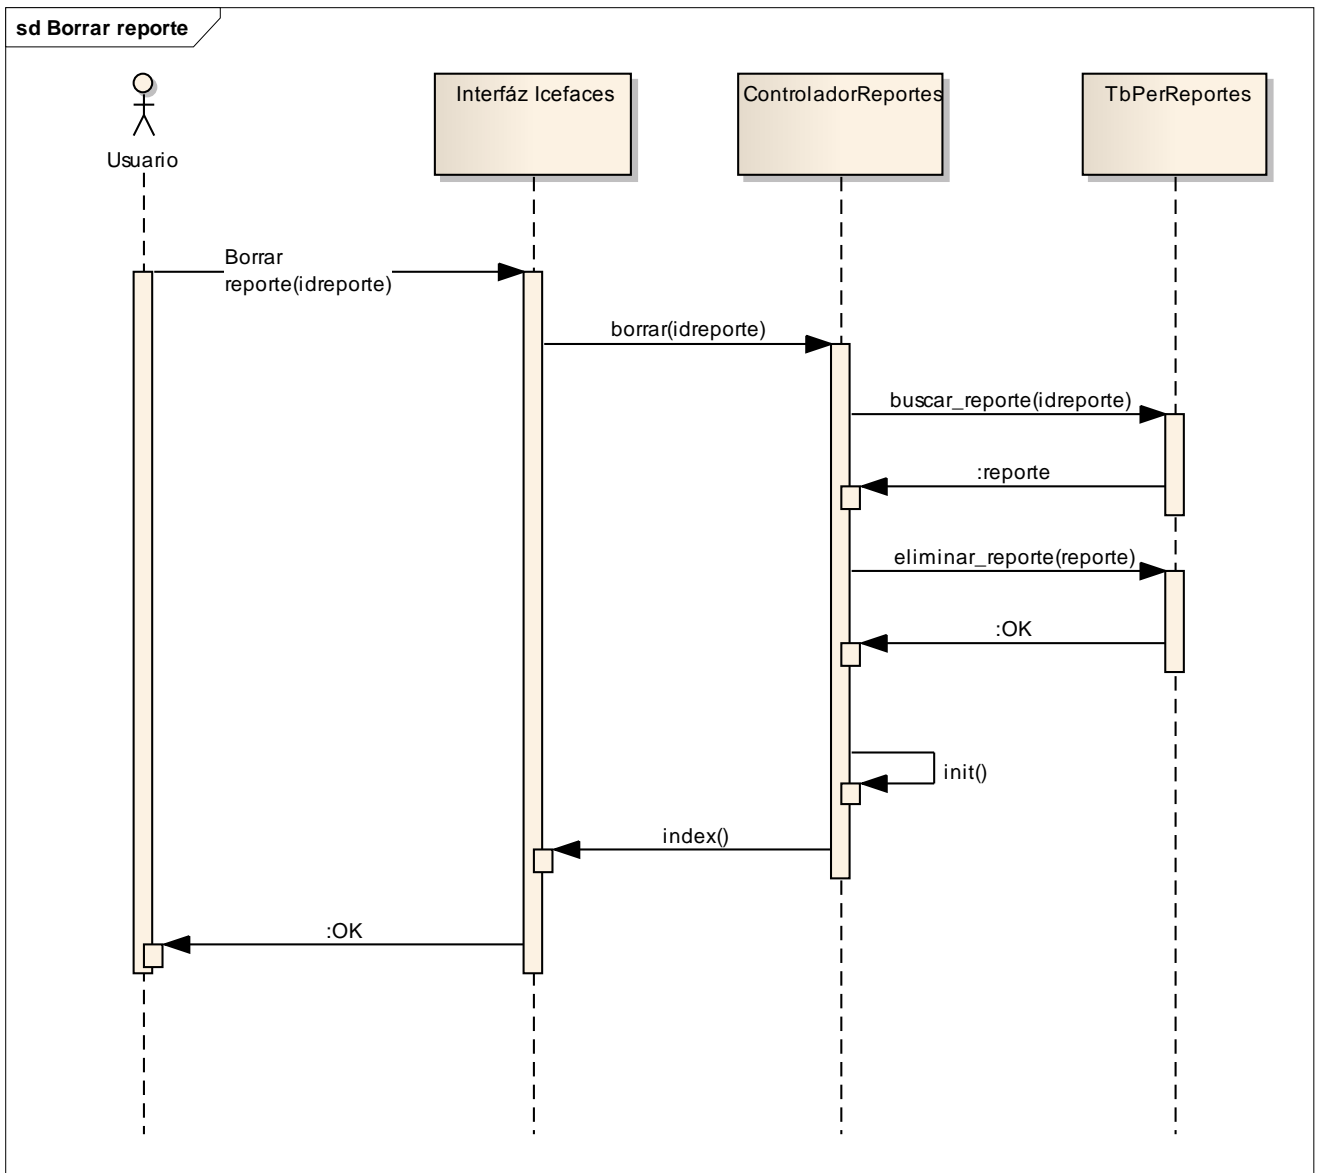 sd Borrar reporte
Usuario
Interfáz Icefaces
ControladorReportes
TbPerReportes
Borrar
reporte(idreporte)
borrar(idreporte)
buscar_reporte(idreporte)
:reporte
eliminar_reporte(reporte)
:OK
init()
index()
:OK